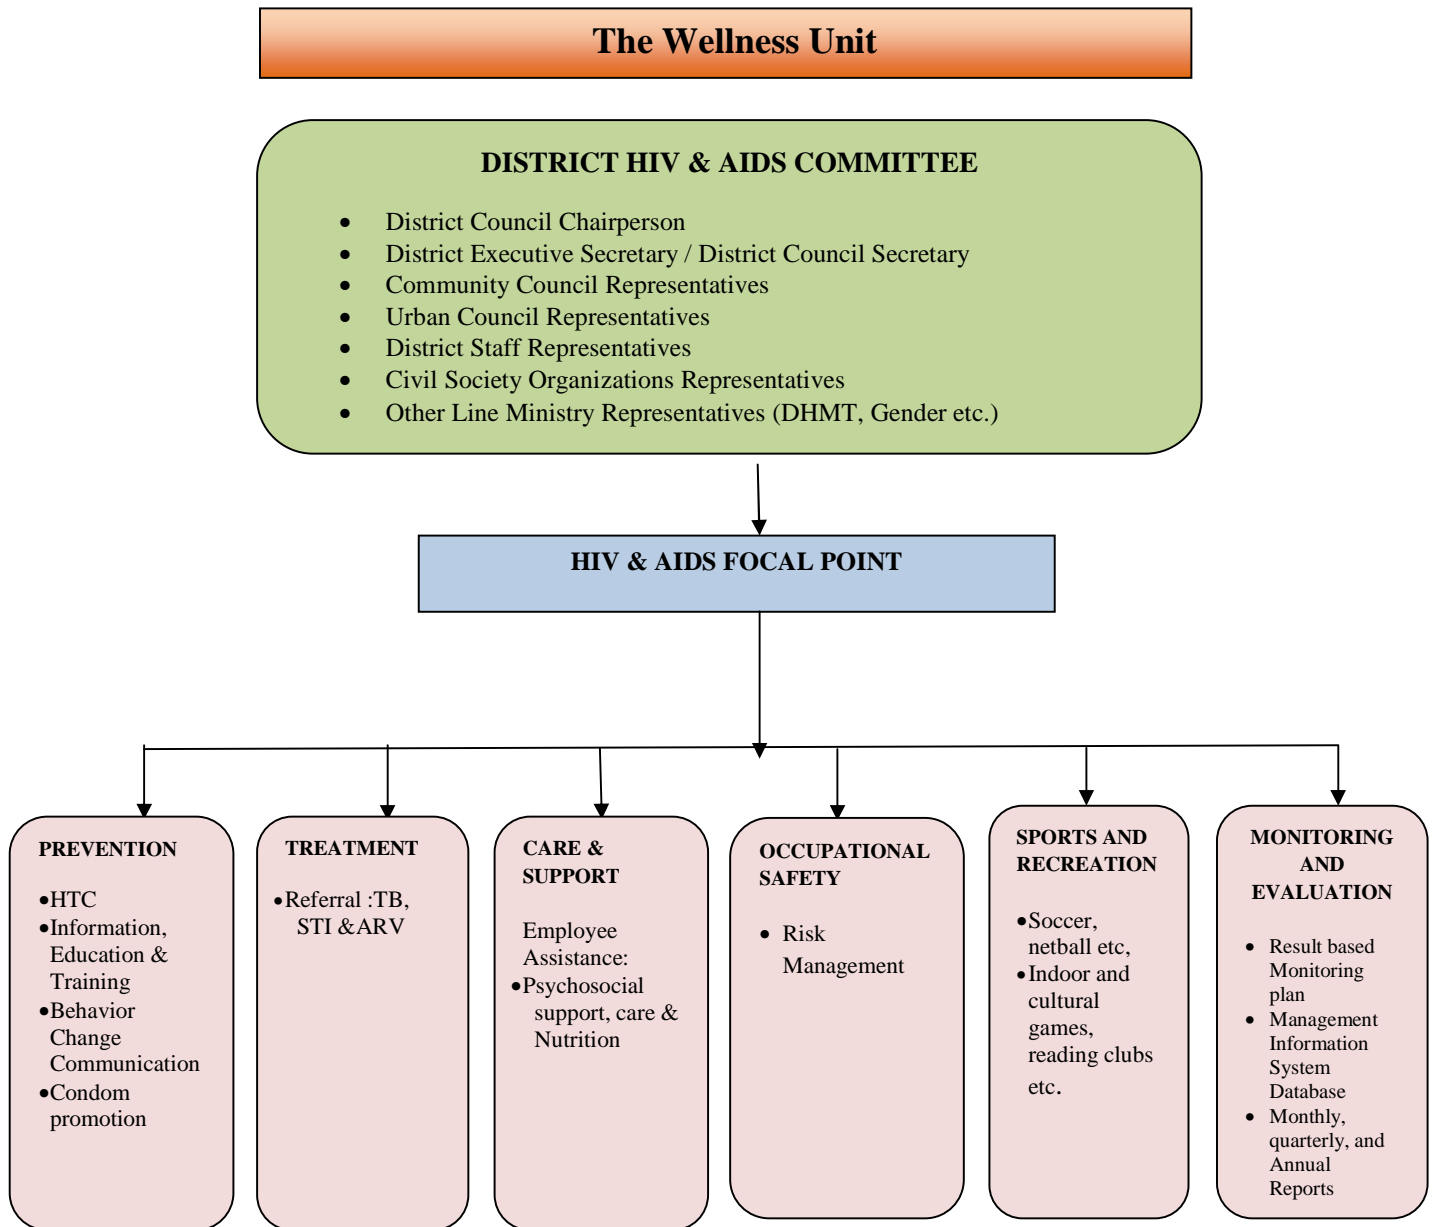 The Wellness Unit
DISTRICT HIV & AIDS COMMITTEE
• District Council Chairperson
• District Executive Secretary / District Council Secretary
• Community Council Representatives
• Urban Council Representatives
• District Staff Representatives
• Civil Society Organizations Representatives
• Other Line Ministry Representatives (DHMT, Gender etc.)
HIV & AIDS FOCAL POINT
PREVENTION
•HTC
•Information,
Education &
Training
•Behavior
Change
Communication
•Condom
promotion
TREATMENT
•Referral :TB,
STI &ARV
CARE &
SUPPORT
Employee
Assistance:
•Psychosocial
support, care &
Nutrition
OCCUPATIONAL
SAFETY
• Risk
Management
SPORTS AND
RECREATION
•Soccer,
netball etc,
•Indoor and
cultural
games,
reading clubs
etc.
MONITORING
AND
EVALUATION
• Result based
Monitoring
plan
• Management
Information
System
Database
• Monthly,
quarterly, and
Annual
Reports